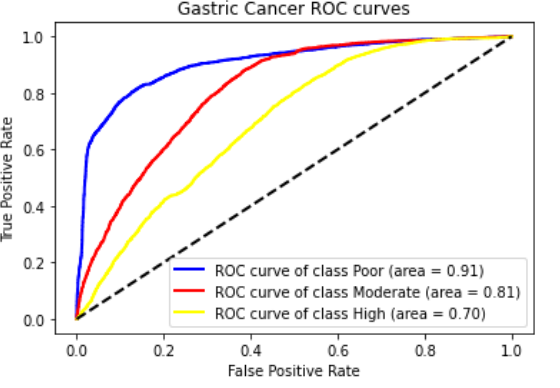 Gastric Cancer ROC curves
1.0
0.8
0.6
0.4
0.2
0.0
True Positive Rate
ROC curve of class Poor (area = 0.91)
ROC curve of class Moderate (area = 0.81)
ROC curve of class High (area = 0.70)
0.0 0.2 0.4 0.6 0.8 1.0
False Positive Rate